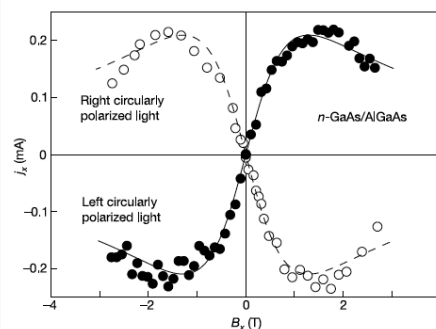 0.2
0.1
0
−0.1
−0.2
j_x (mA)
Right circularly
polarized light
n-GaAs/AlGaAs
Left circularly
polarized light
−4
−2
0
2
B_x (T)